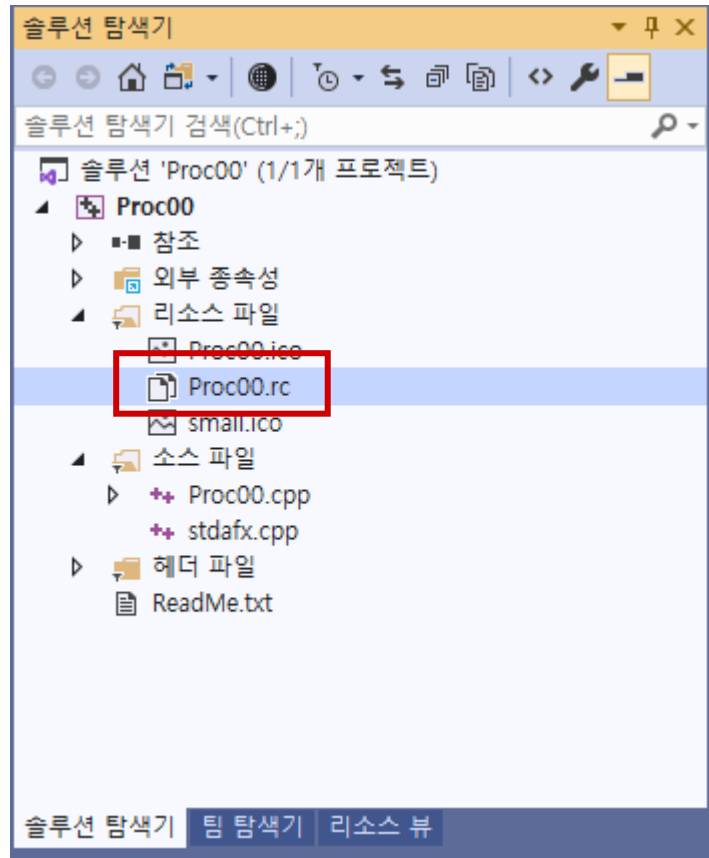 솔루션 탐색기
솔루션 탐색기 검색(Ctrl+;)
솔루션 'Proc00' (1/1개 프로젝트)
Proc00
참조
외부 종속성
리소스 파일
Proc00.ico
Proc00.rc
small.ico
소스 파일
Proc00.cpp
stdafx.cpp
헤더 파일
ReadMe.txt
솔루션 탐색기 팀 탐색기 리소스 뷰